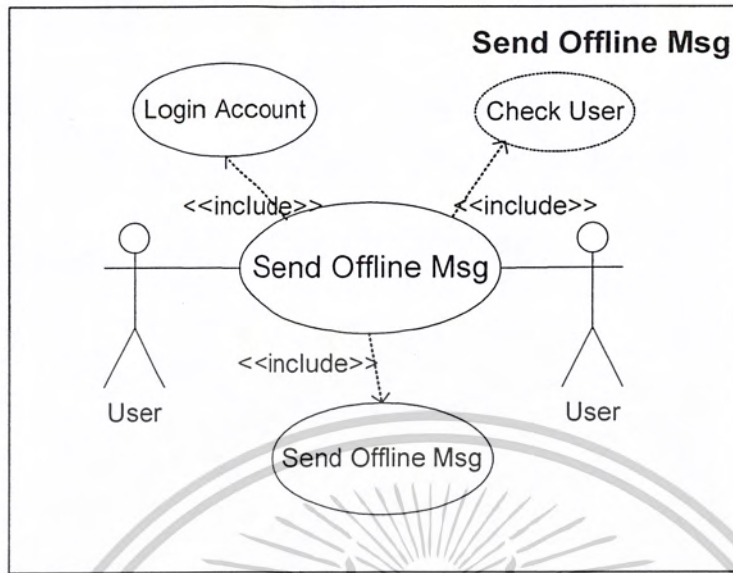 Send Offline Msg
Login Account
Check User
<<include>>
<<include>>
Send Offline Msg
<<include>>
User
User
Send Offline Msg